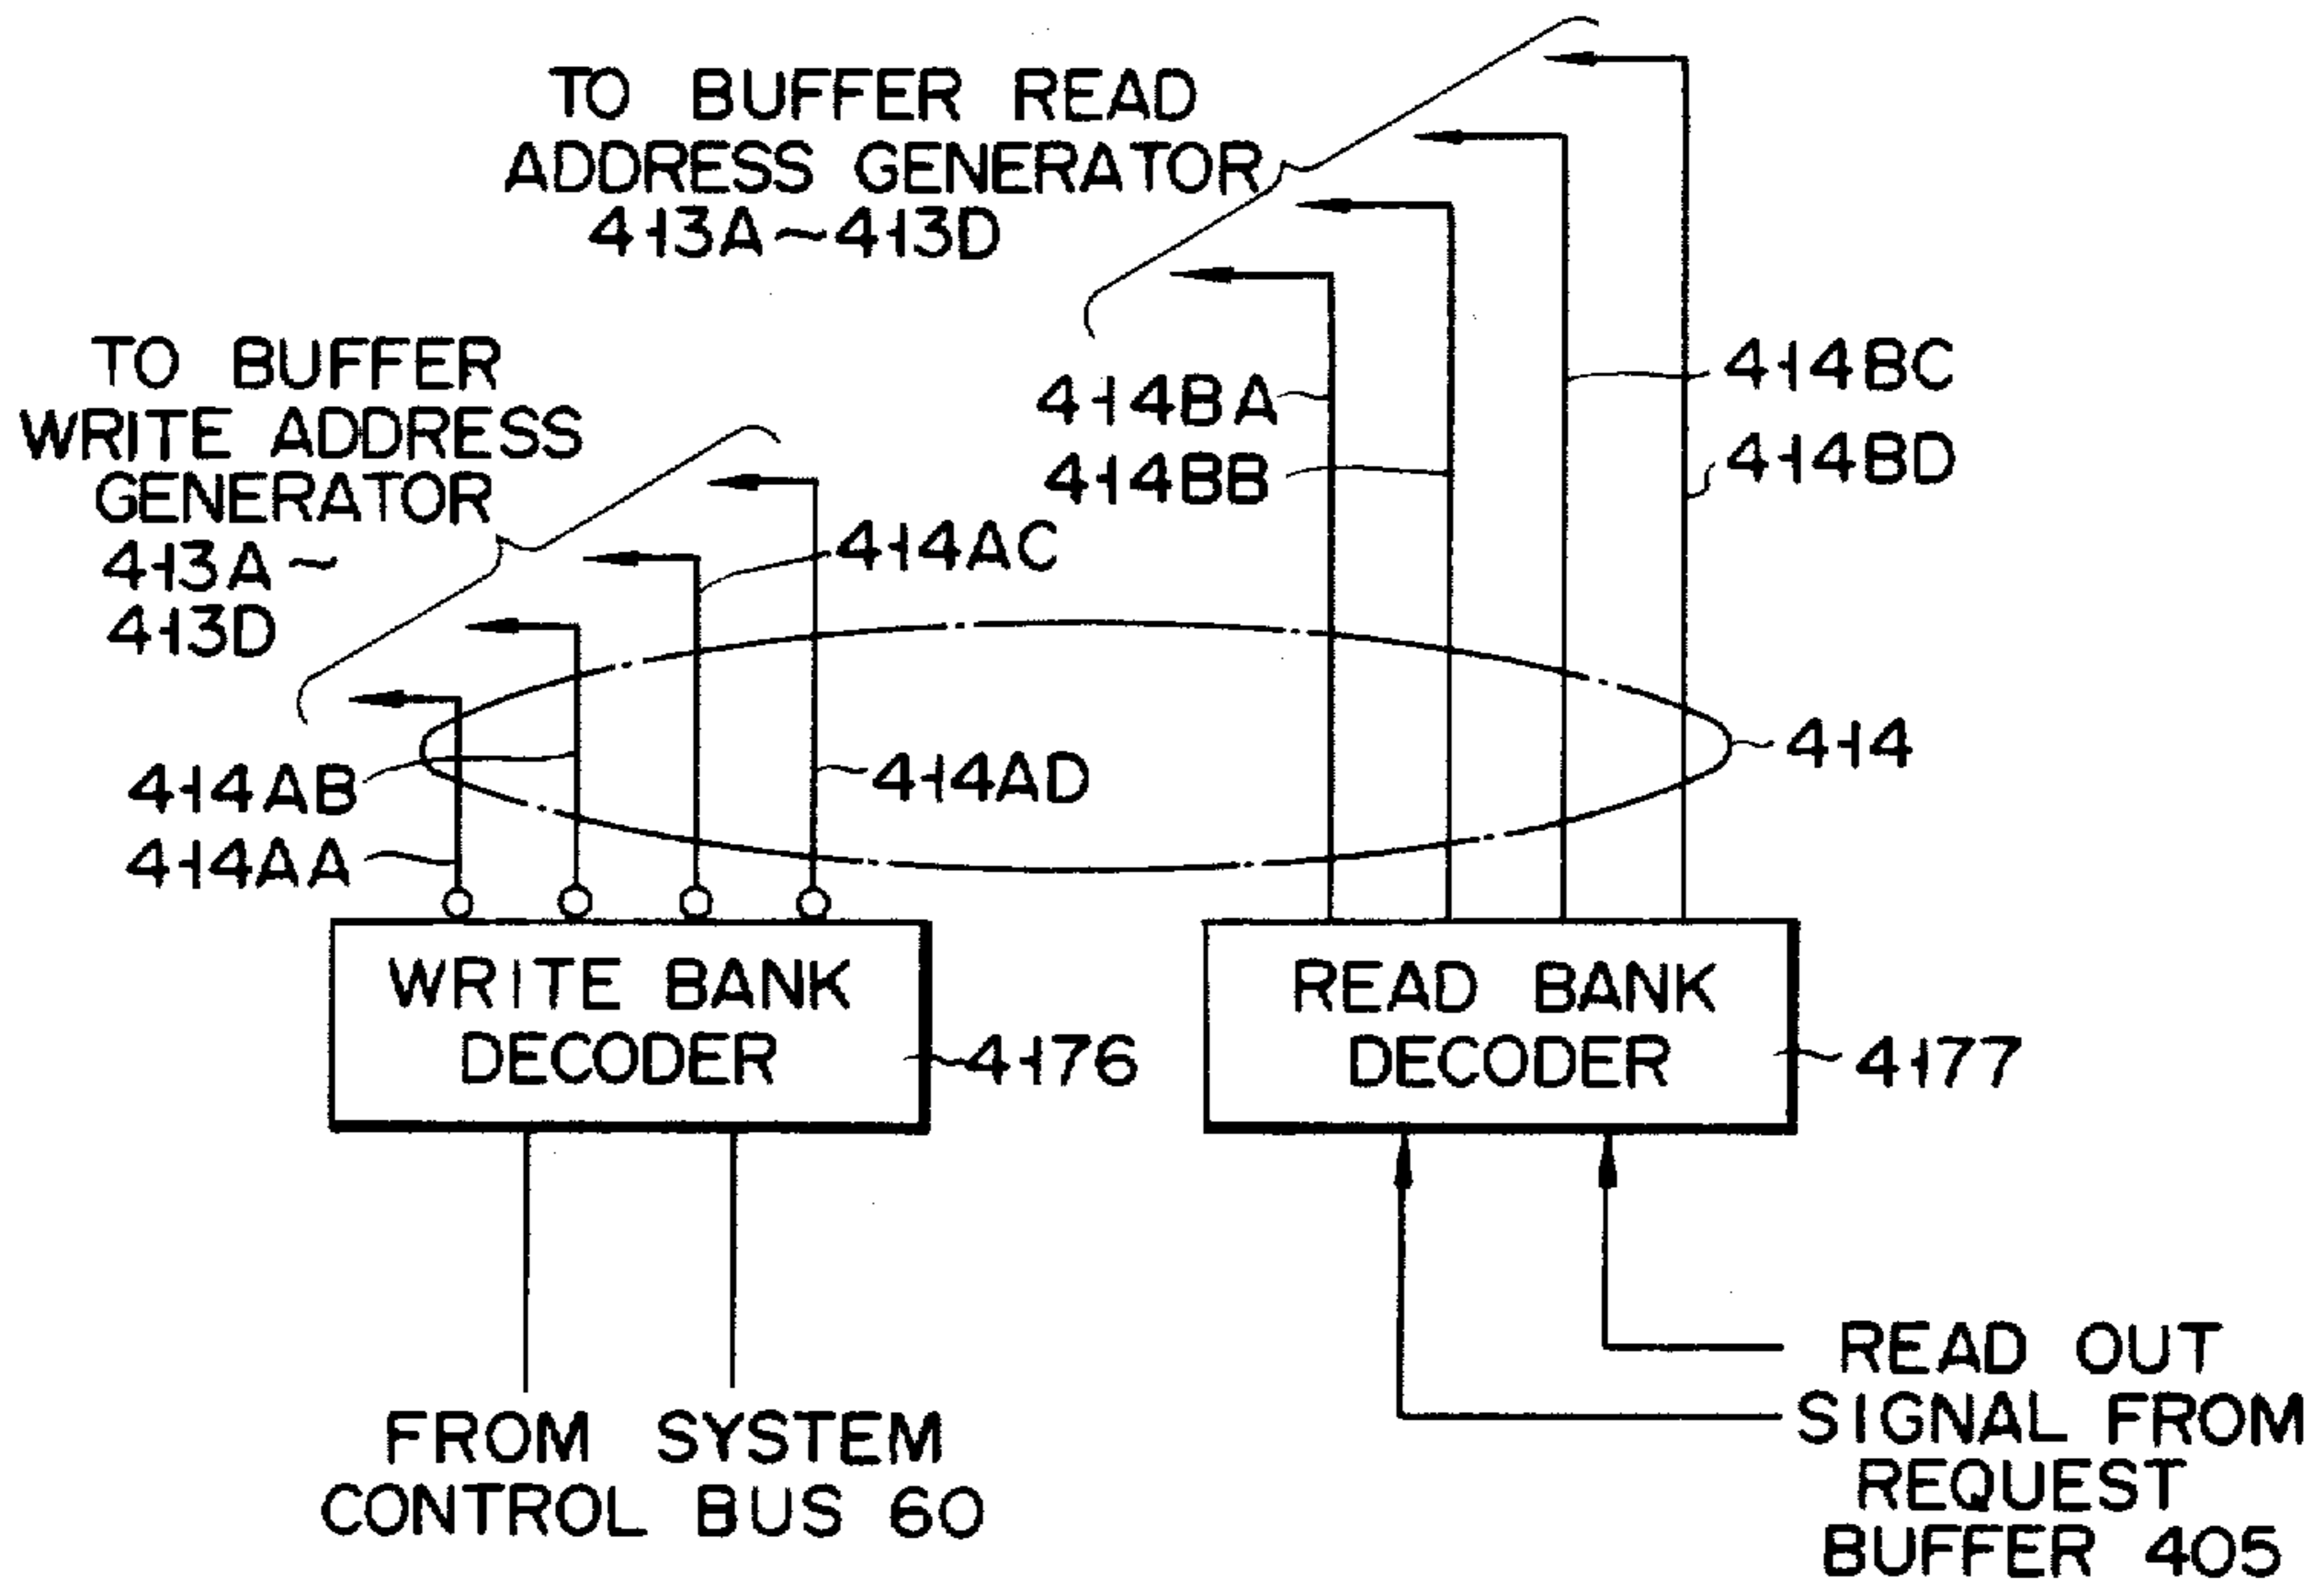 TO BUFFER READ
ADDRESS GENERATOR
413A~413D
TO BUFFER
WRITE ADDRESS
GENERATOR
413A~
413D
414BA
414BB
414BC
414BD
414AC
414AB
414AD
414AA
414
WRITE BANK
DECODER
4176
READ BANK
DECODER
4177
FROM SYSTEM
CONTROL BUS 60
READ OUT
SIGNAL FROM
REQUEST
BUFFER 405